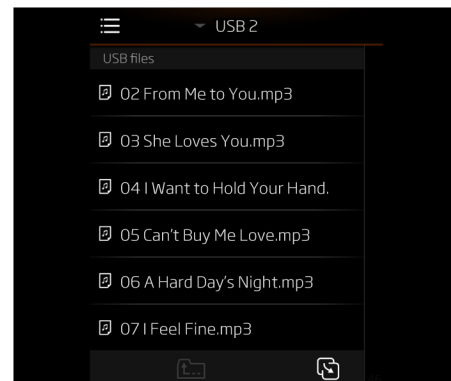 USB 2
USB files
02 From Me to You.mp3
03 She Loves You.mp3
04 I Want to Hold Your Hand.
05 Can't Buy Me Love.mp3
06 A Hard Day's Night.mp3
07 I Feel Fine.mp3